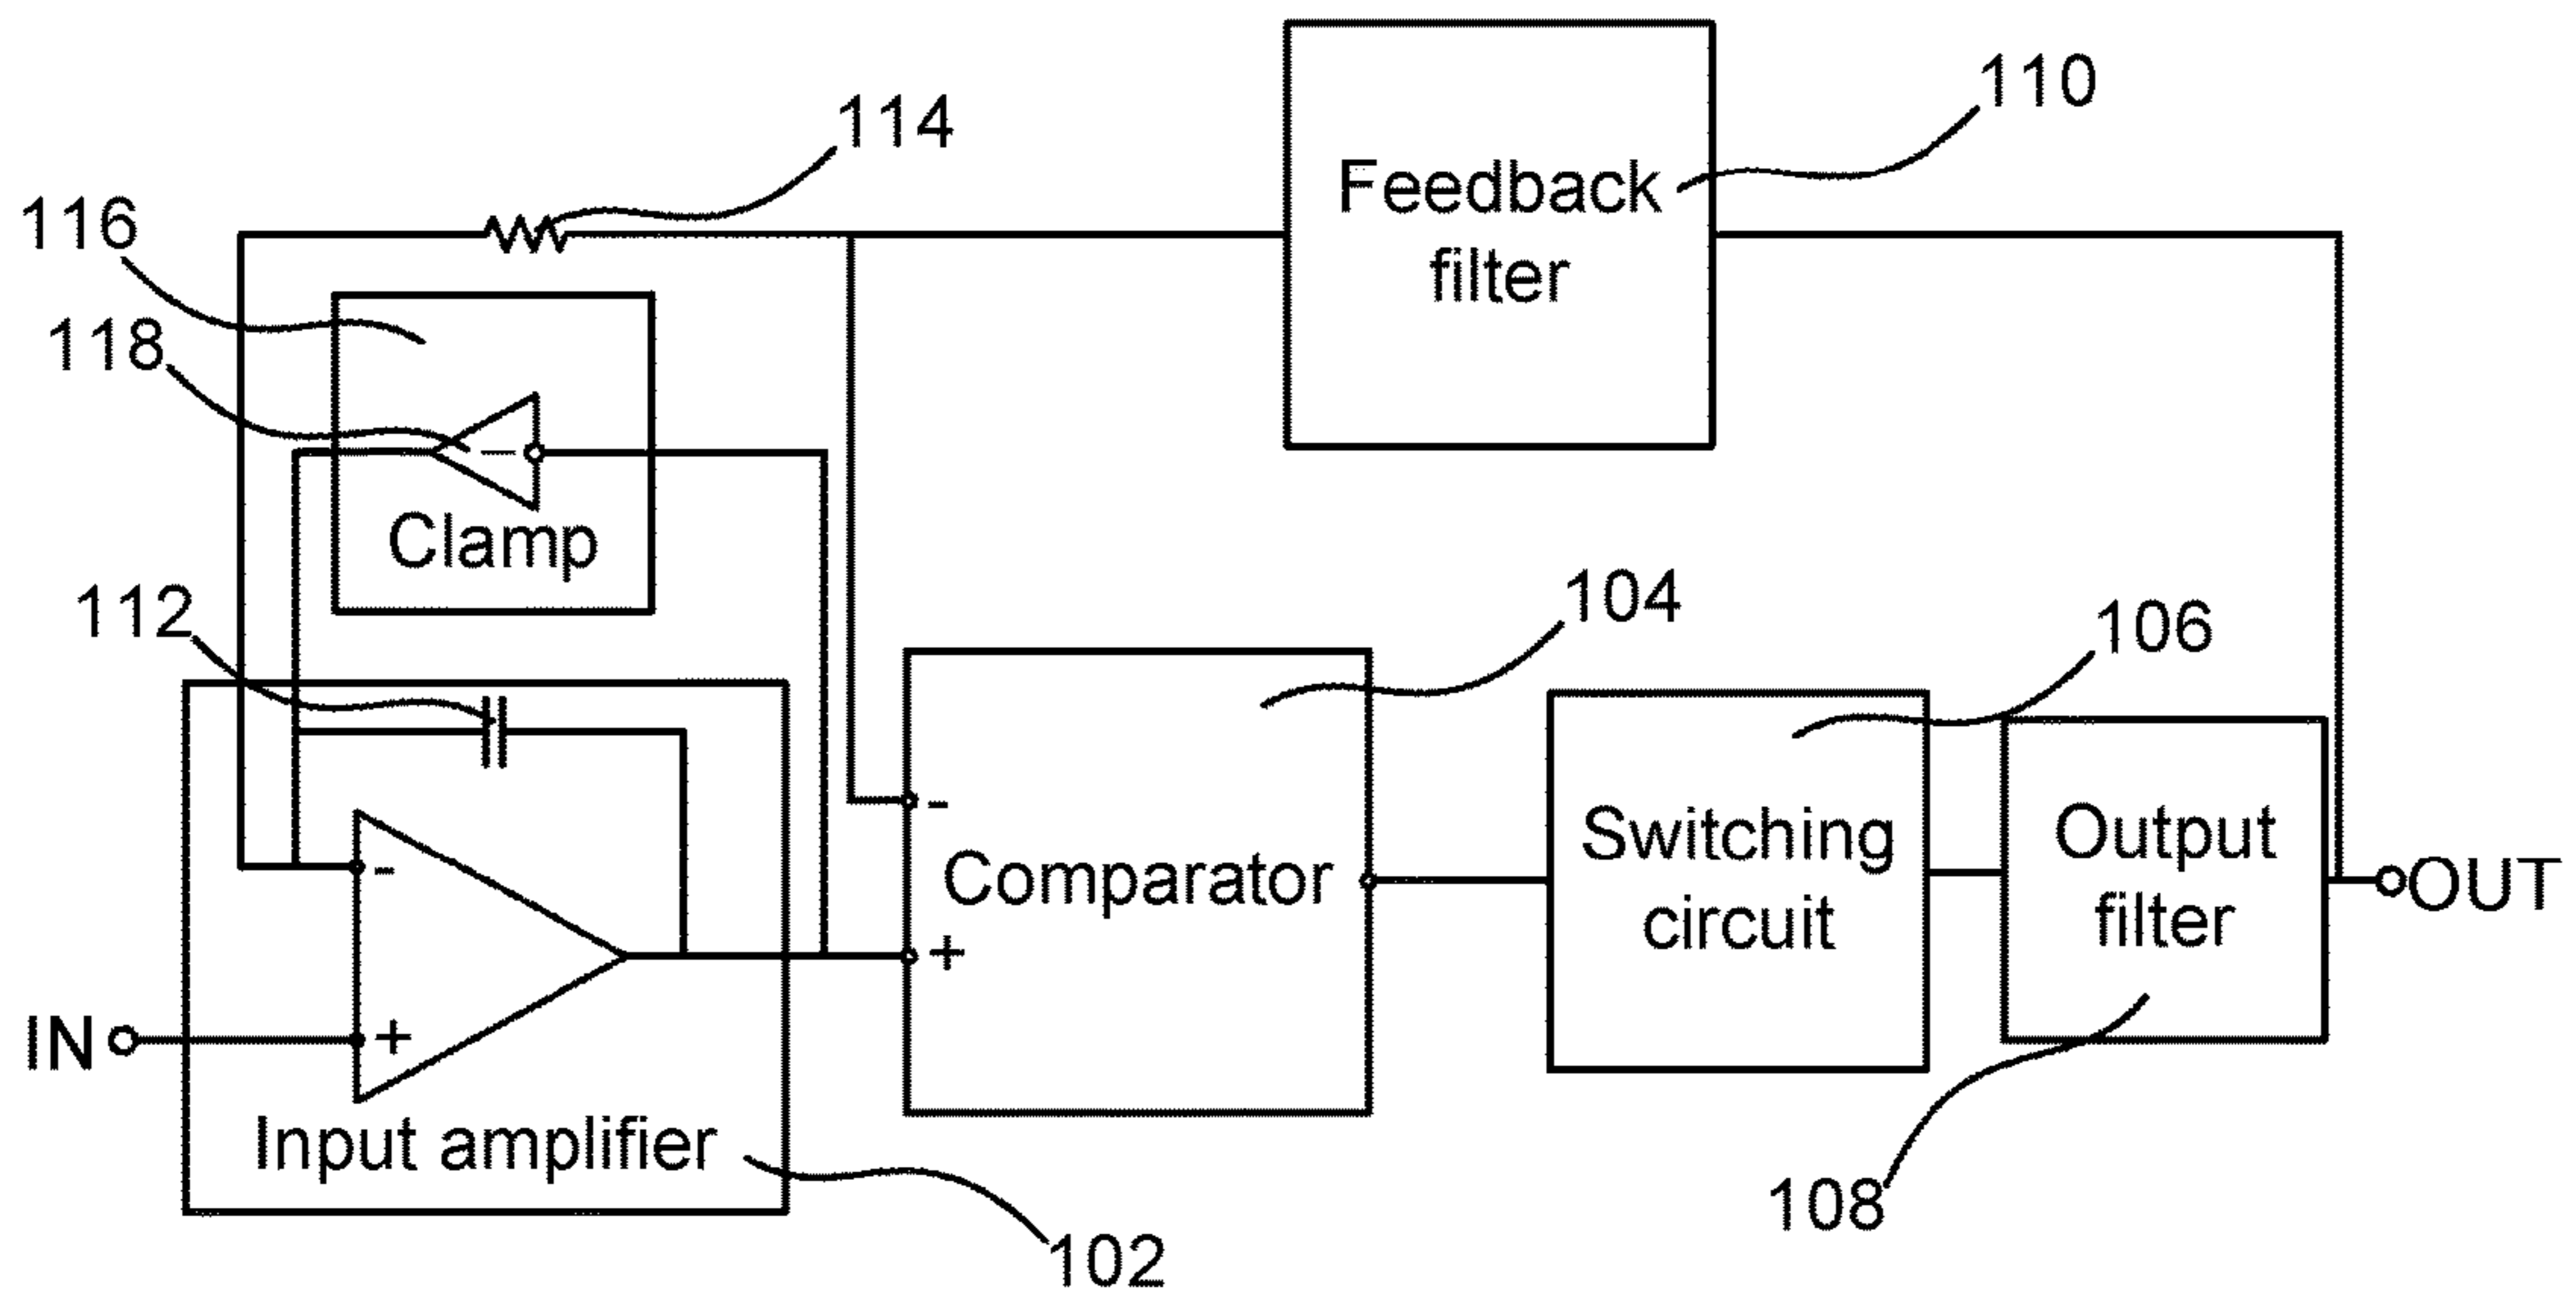 110
114
Feedback
filter
116
118
Clamp
112
104
106
-
-
Comparator
Switching
circuit
Output
filter
OUT
+
IN
+
Input amplifier
108
102